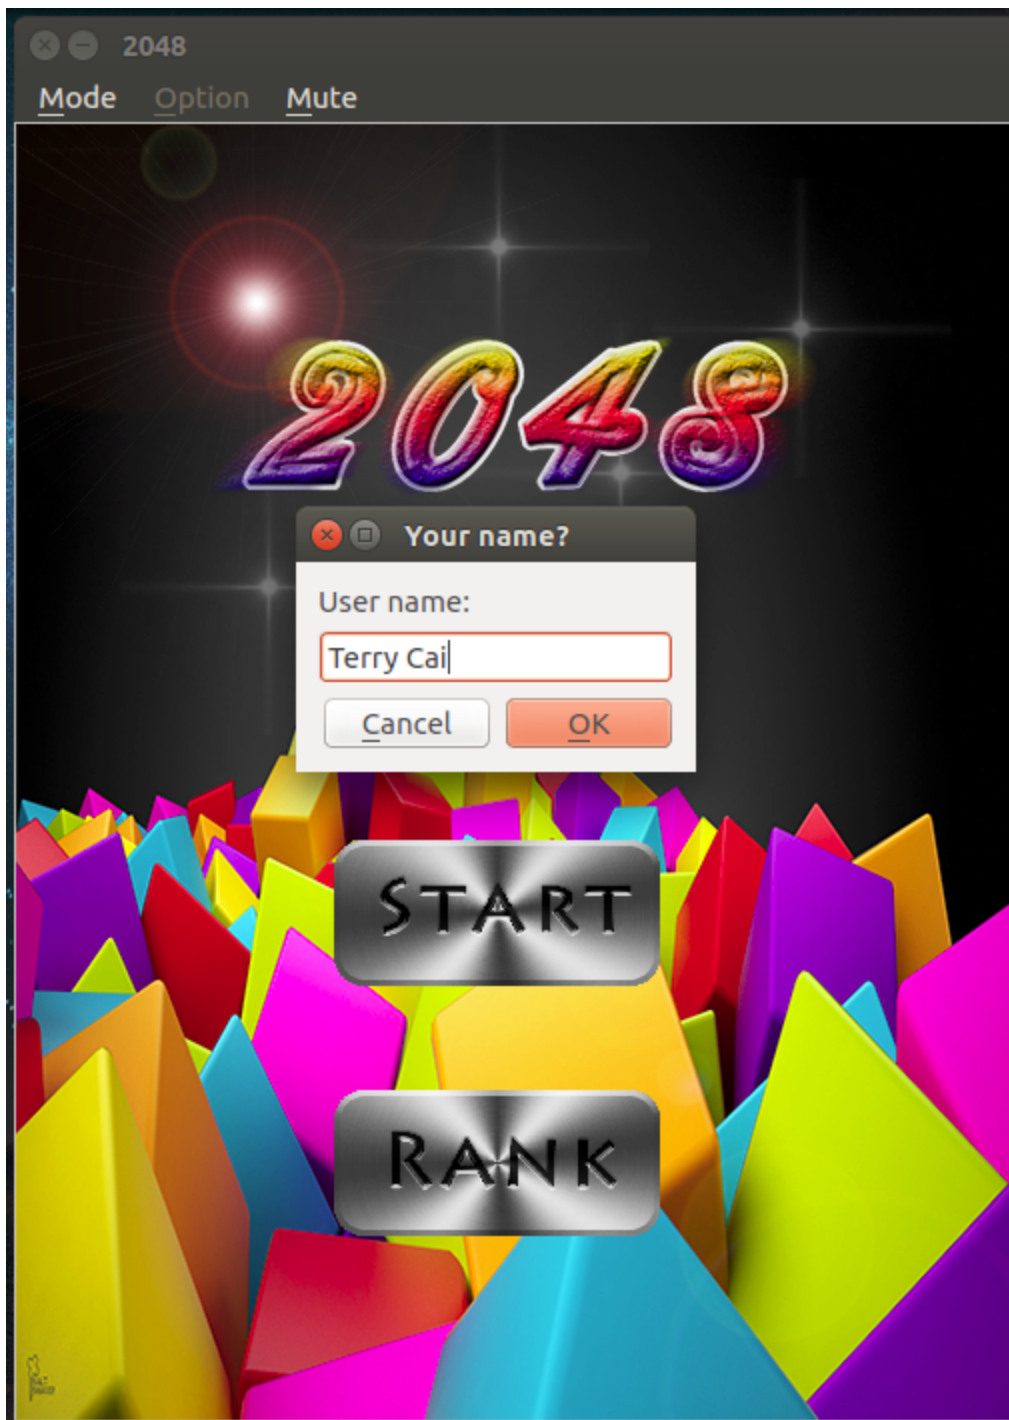 2048
Mode Option Mute
2048
Your name?
User name:
Terry Cai
Cancel OK
START
RANK